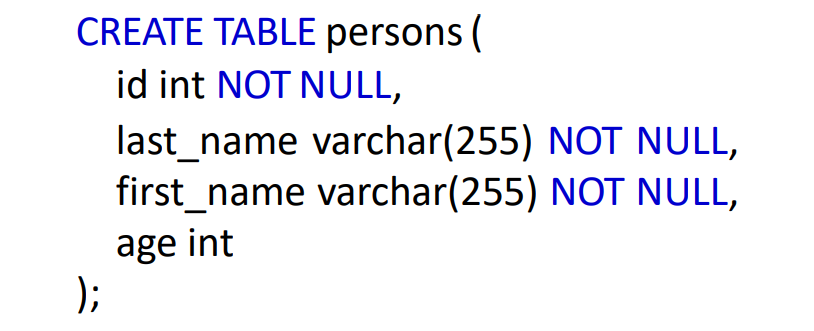 CREATE TABLE persons (
id int NOT NULL,
last_name varchar(255) NOT NULL,
first_name varchar(255) NOT NULL,
age int
);